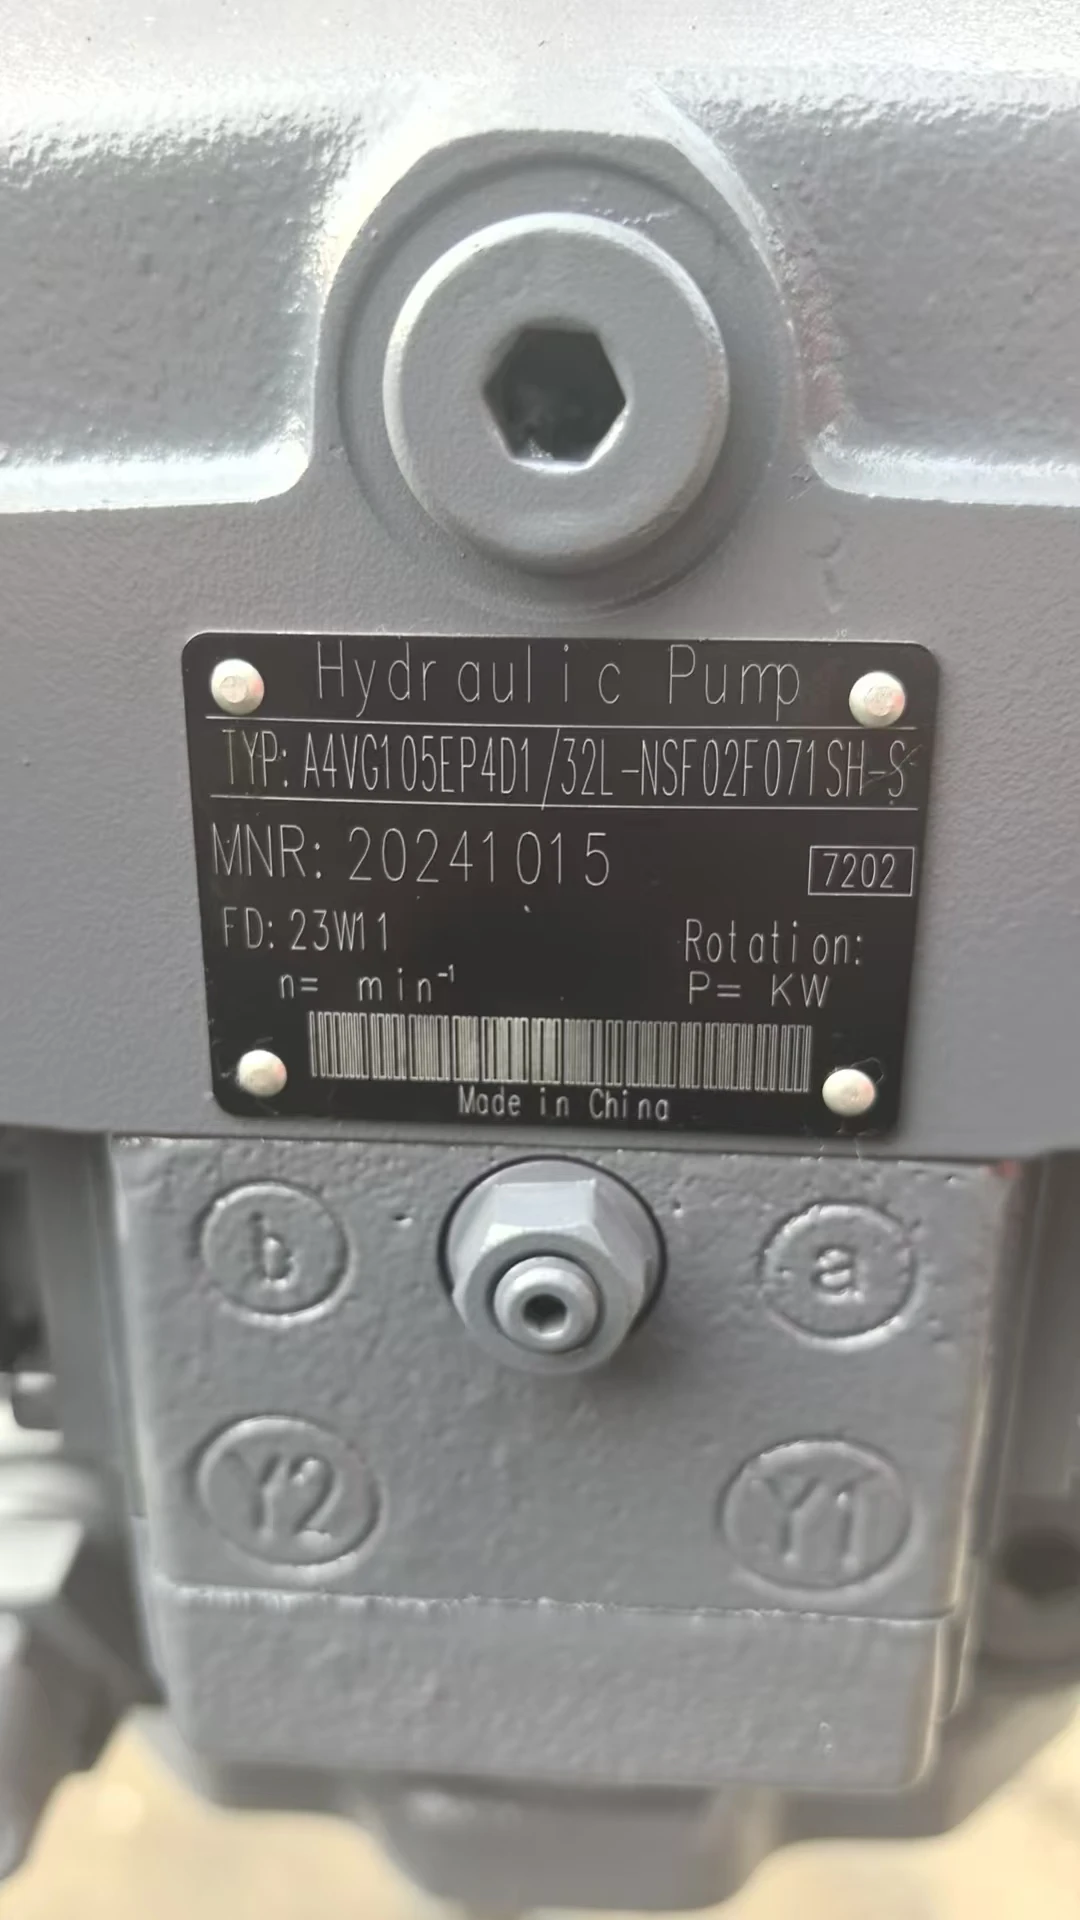 Hydraulic Pump
TYP: A4VG105EP4D1/32L-NSF02F071SH-S
MNR: 20241015
7202
FD: 23W11
Rotation:
n= min⁻¹
P= KW
Made in China
b
a
Y2
Y1